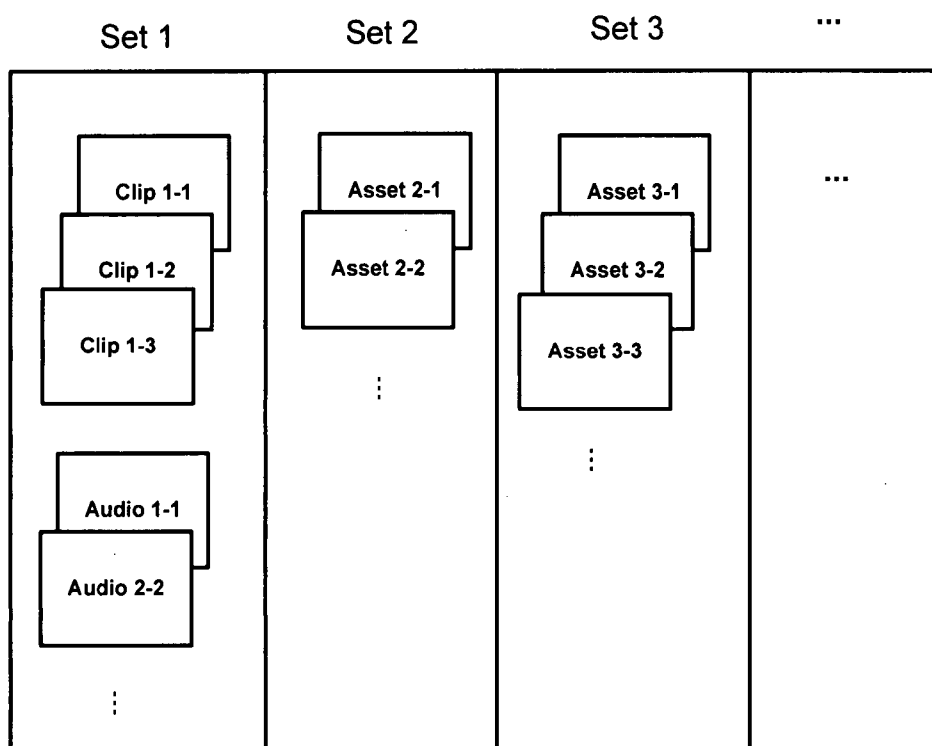 Set 1
Set 2
Set 3
...
Clip 1-1
Clip 1-2
Clip 1-3
Audio 1-1
Audio 2-2
Asset 2-1
Asset 2-2
Asset 3-1
Asset 3-2
Asset 3-3
...